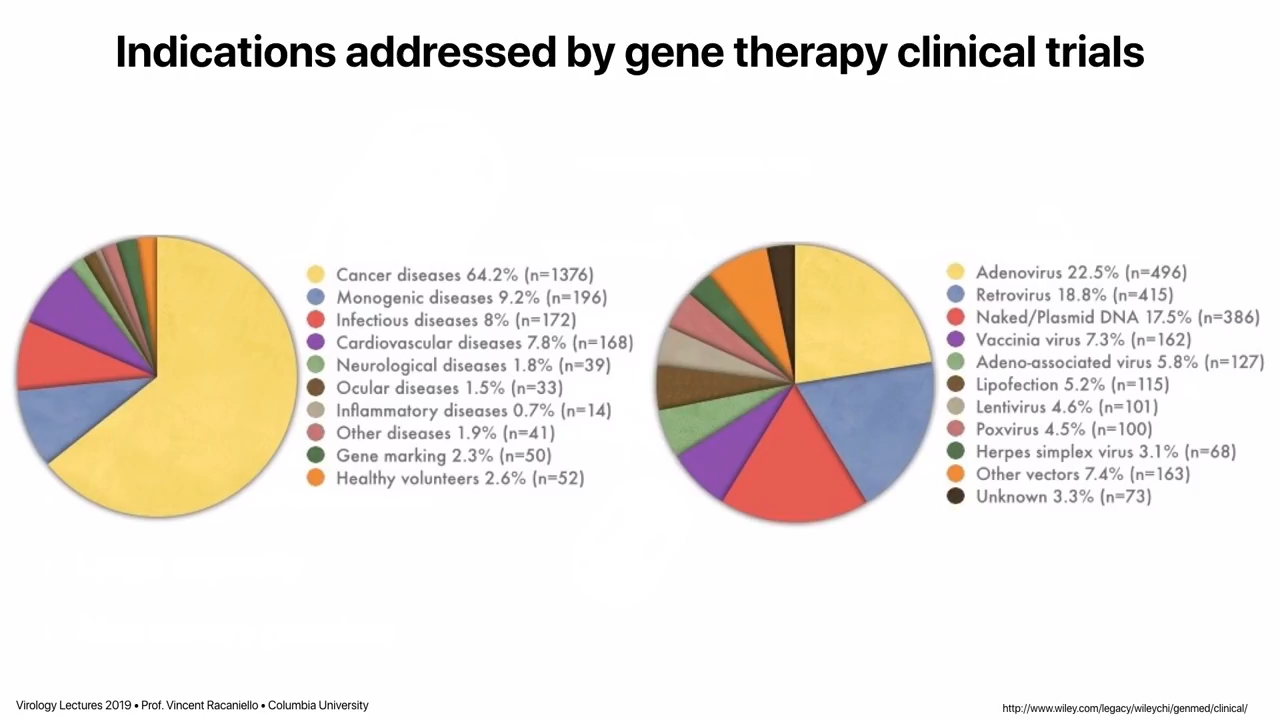 Indications addressed by gene therapy clinical trials
Cancer diseases 64.2% (n=1376)
Monogenic diseases 9.2% (n=196)
Infectious diseases 8% (n=172)
Cardiovascular diseases 7.8% (n=168)
Neurological diseases 1.8% (n=39)
Ocular diseases 1.5% (n=33)
Inflammatory diseases 0.7% (n=14)
Other diseases 1.9% (n=41)
Gene marking 2.3% (n=50)
Healthy volunteers 2.6% (n=52)
Adenovirus 22.5% (n=496)
Retrovirus 18.8% (n=415)
Naked/Plasmid DNA 17.5% (n=386)
Vaccinia virus 7.3% (n=162)
Adeno-associated virus 5.8% (n=127)
Lipofection 5.2% (n=115)
Lentivirus 4.6% (n=101)
Poxvirus 4.5% (n=100)
Herpes simplex virus 3.1% (n=68)
Other vectors 7.4% (n=163)
Unknown 3.3% (n=73)
Virology Lectures 2019 • Prof. Vincent Racaniello • Columbia University
http://www.wiley.com/legacy/wileychi/genmed/clinical/